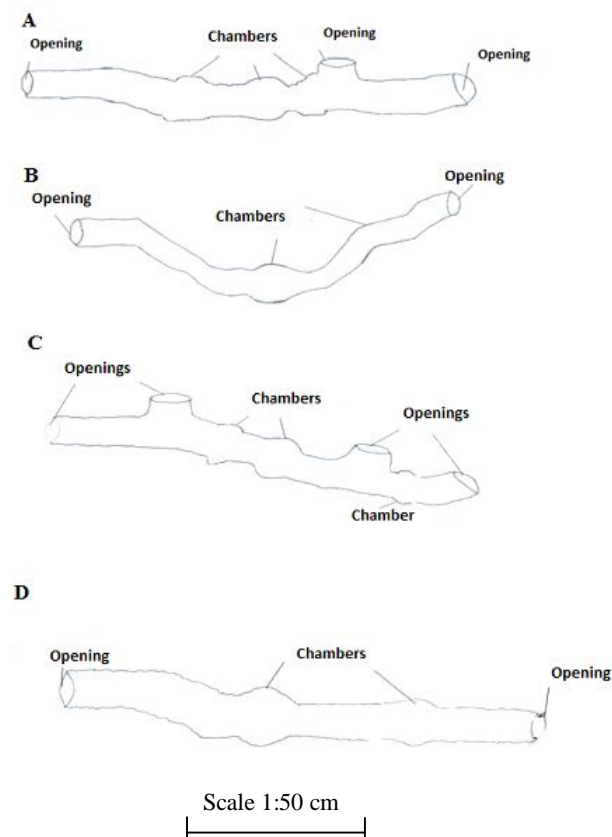 A
Opening
Chambers
Opening
Opening
B
Opening
Chambers
Opening
C
Openings
Chambers
Openings
Chamber
D
Opening
Chambers
Opening
Scale 1:50 cm